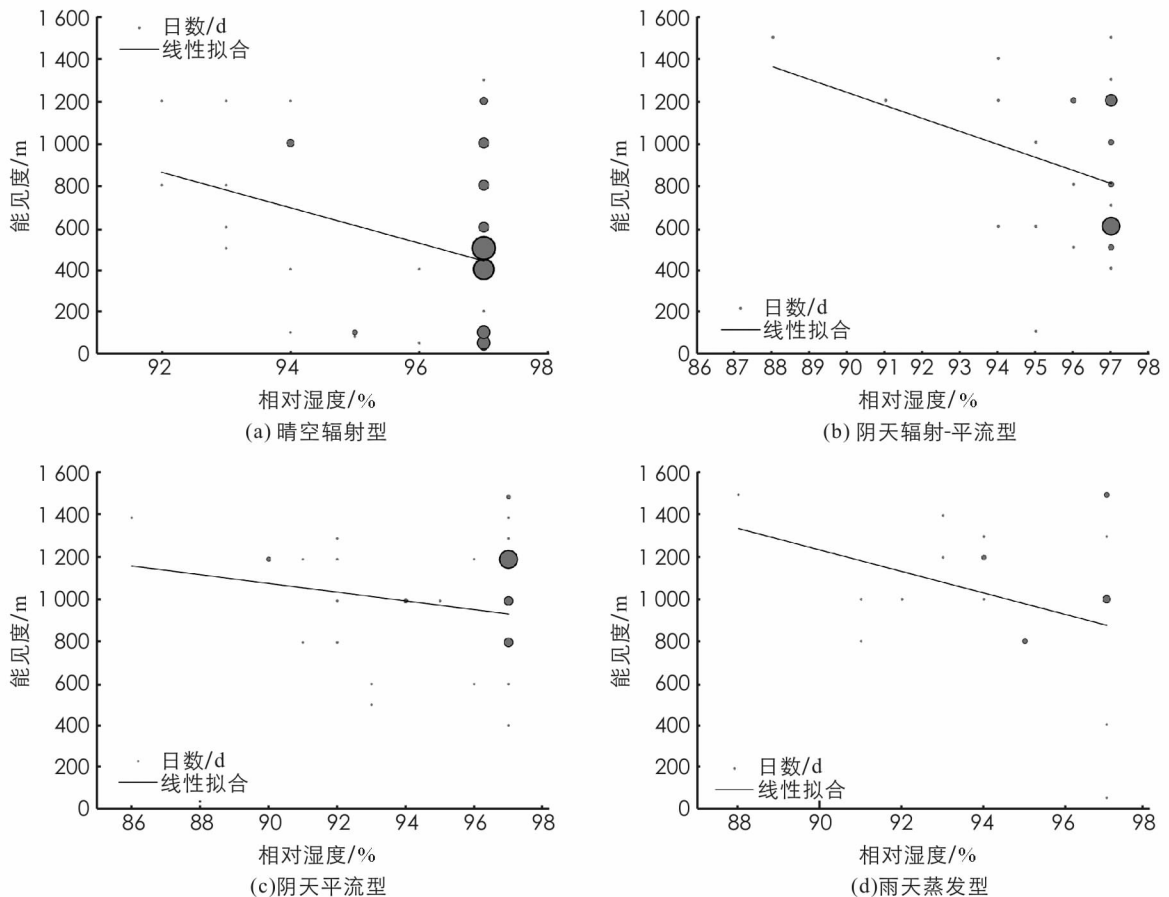 1 600
1 400
1 200
1 000
800
600
400
200
0
能见度/m
日数/d
线性拟合
92 94 96 98
相对湿度/%
(a) 晴空辐射型
1 600
1 400
1 200
1 000
800
600
400
200
0
能见度/m
日数/d
线性拟合
86 87 88 89 89 90 91 92 93 94 95 96 97 98
相对湿度/%
(b) 阴天辐射-平流型
1 600
1 400
1 200
1 000
800
600
400
200
0
能见度/m
日数/d
线性拟合
86 88 90 92 94 96 98
相对湿度/%
(c)阴天平流型
1 600
1 400
1 200
1 000
800
600
400
200
0
能见度/m
日数/d
线性拟合
88 90 92 94 96 98
相对湿度/%
(d)雨天蒸发型